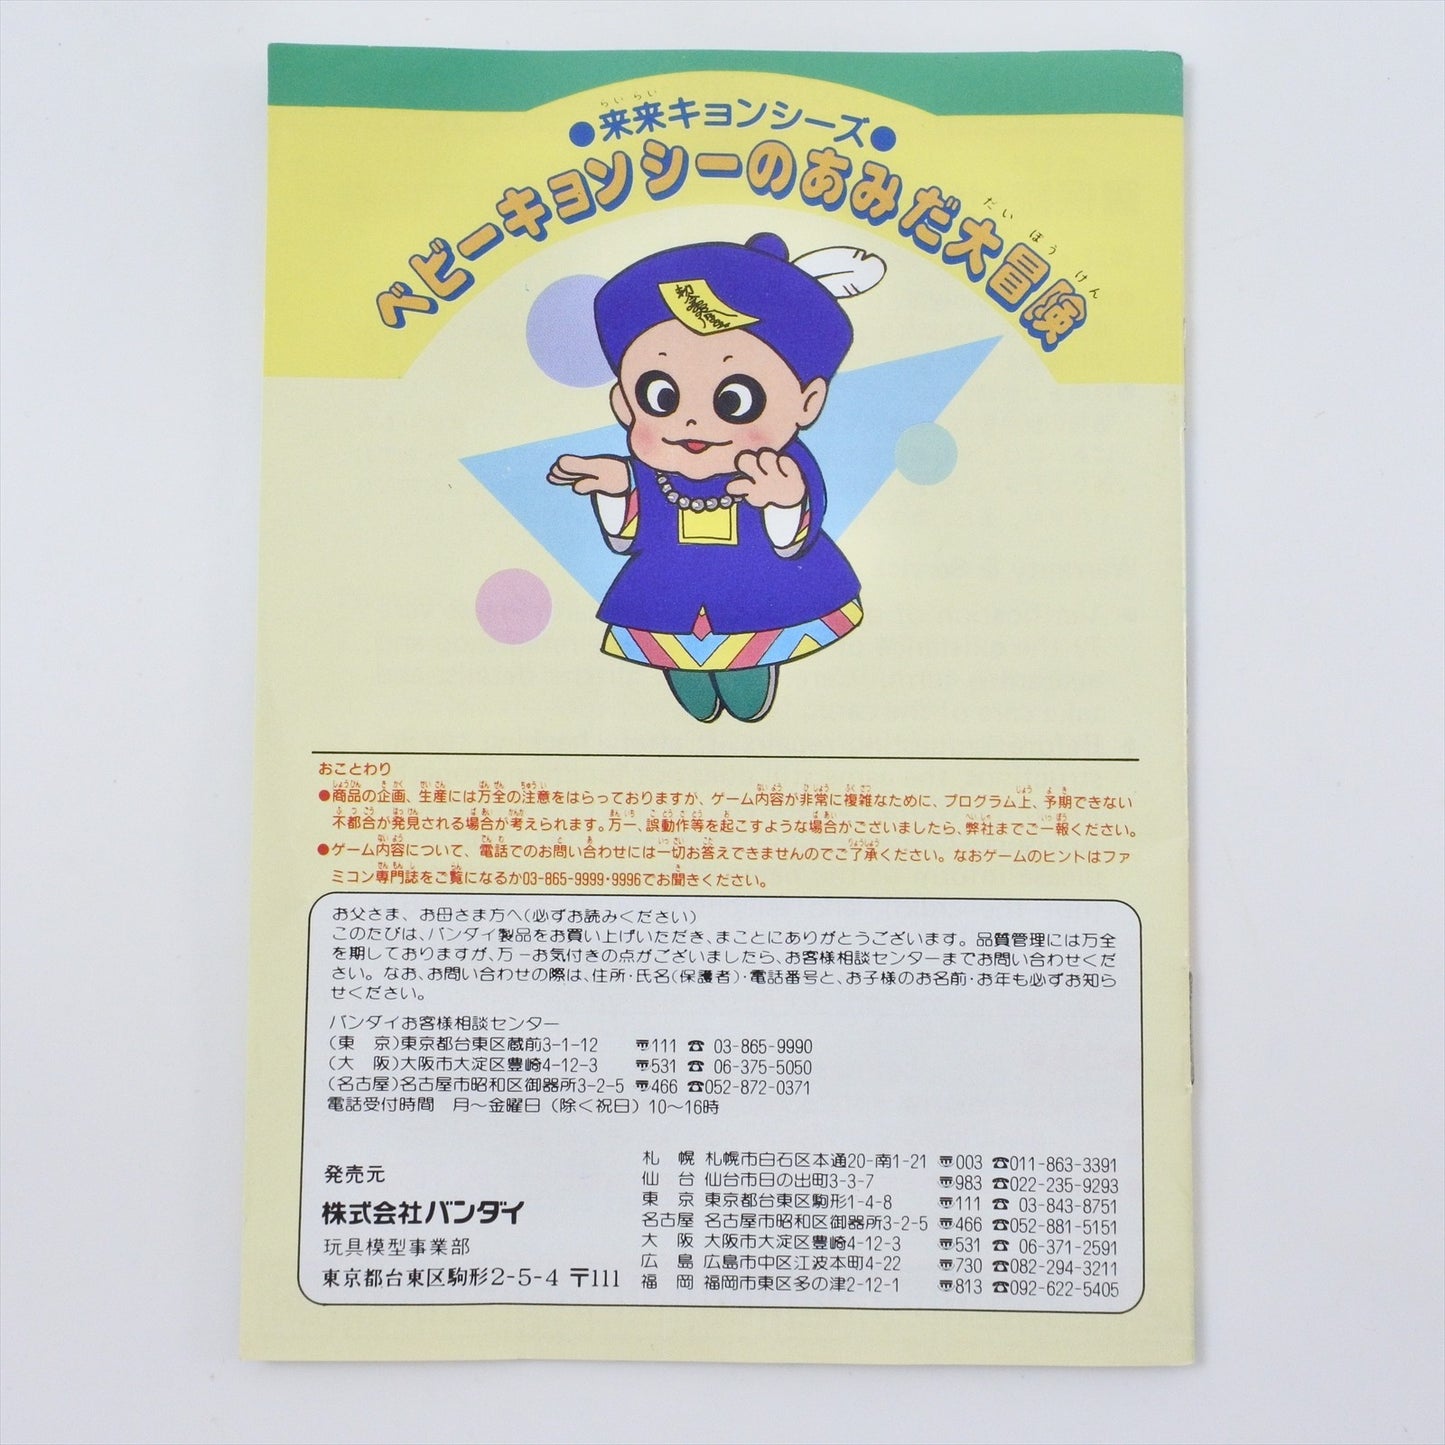 ●来来キョンシーズ●
ベビーキョンシーのあみだ大冒険
おことわり
●商品の企画、生産には万全の注意をはらっておりますが、ゲーム内容が非常に複雑なために、プログラム上、予期できない
不都合が発見される場合が考えられます。万一、誤動作等を起こすような場合がございましたら、弊社までご一報ください。
●ゲーム内容について、電話でのお問い合わせには一切お答えできませんのでご了承ください。なおゲームのヒントはファ
ミコン専門誌をご覧になるか03-865-9999・9996でお聞きください。
お父さま、お母さま方へ(必ずお読みください)
このたびは、バンダイ製品をお買い上げいただき、まことにありがとうございます。品質管理には万全
を期しておりますが、万一お気付きの点がございましたら、お客様相談センターまでお問い合わせくだ
さい。なお、お問い合わせの際は、住所・氏名(保護者)・電話番号と、お子様のお名前・お年も必ずお知ら
せください。
バンダイお客様相談センター
(東 京)東京都台東区蔵前3-1-12 〠111 ☎ 03-865-9990
(大 阪)大阪市大淀区豊崎4-12-3 〠531 ☎ 06-375-5050
(名古屋)名古屋市昭和区御器所3-2-5 〠466 ☎052-872-0371
電話受付時間 月〜金曜日(除く祝日)10〜16時
発売元
株式会社バンダイ
玩具模型事業部
東京都台東区駒形2-5-4 〒111
札 幌 札幌市白石区本通20-南1-21 〠003 ☎011-863-3391
仙 台 仙台市日の出町3-3-7 〠983 ☎022-235-9293
東 京 東京都台東区駒形1-4-8 〠111 ☎ 03-843-8751
名古屋 名古屋市昭和区御器所3-2-5 〠466 ☎052-881-5151
大 阪 大阪市大淀区豊崎4-12-3 〠531 ☎ 06-371-2591
広 島 広島市中区江波本町4-22 〠730 ☎082-294-3211
福 岡 福岡市東区多の津2-12-1 〠813 ☎092-622-5405